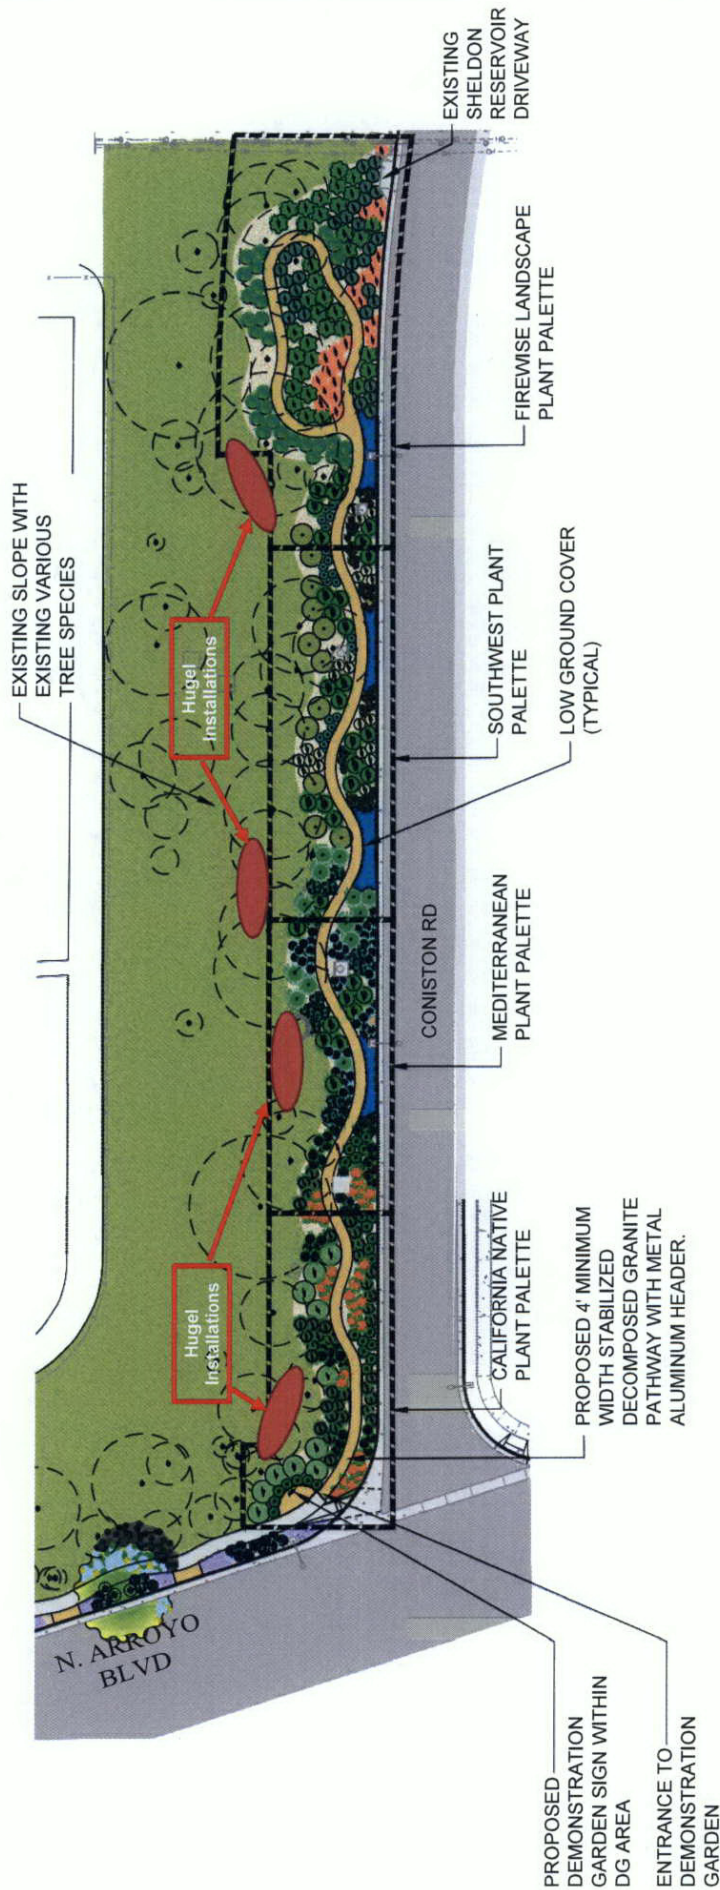 EXISTING SLOPE WITH
EXISTING VARIOUS
TREE SPECIES
Hugel
Installations
Hugel
Installations
EXISTING
SHELDON
RESERVOIR
DRIVEWAY
FIREWISE LANDSCAPE
PLANT PALETTE
SOUTHWEST PLANT
PALETTE
LOW GROUND COVER
(TYPICAL)
CONISTON RD
MEDITERRANEAN
PLANT PALETTE
CALIFORNIA NATIVE
PLANT PALETTE
PROPOSED 4' MINIMUM
WIDTH STABILIZED
DECOMPOSED GRANITE
PATHWAY WITH METAL
ALUMINUM HEADER.
N. ARROYO
BLVD
PROPOSED
DEMONSTRATION
GARDEN SIGN WITHIN
DG AREA
ENTRANCE TO
DEMONSTRATION
GARDEN